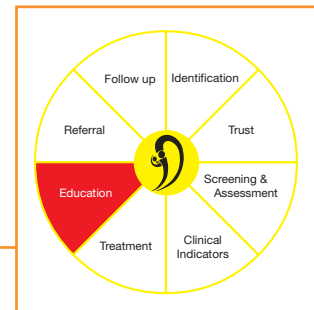 Follow up
Identification
Referral
Trust
Education
Screening &
Assessment
Treatment
Clinical
Indicators